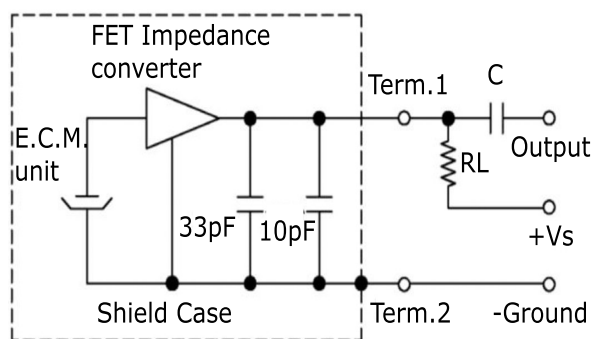 FET Impedance
converter
Term.1
C
E.C.M.
unit
Output
RL
33pF
10pF
+Vs
Shield Case
Term.2
-Ground